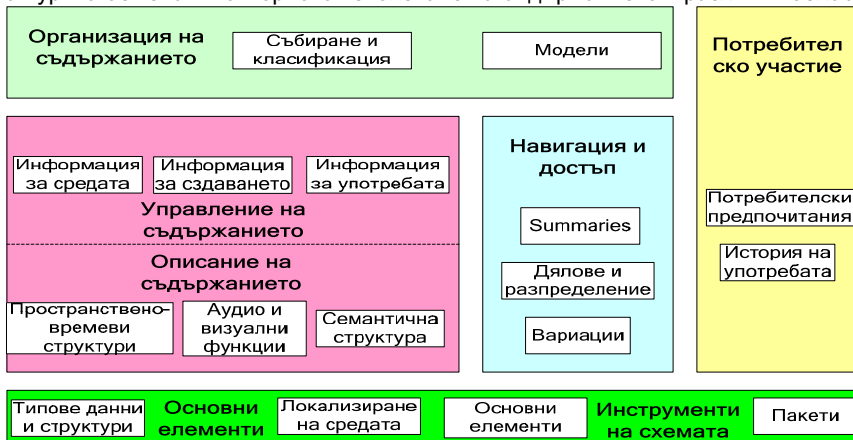 Организация на
съдържанието
Събиране и
класификация
Модели
Потребител
ско участие
Информация
за средата
Информация
за сздаването
Информация
за употребата
Управление на
съдържанието
Описание на
съдържанието
Пространствено-
времеви
структури
Аудио и
визуални
функции
Семантична
структура
Навигация и
достъп
Summaries
Дялове и
разпределение
Вариации
Потребителски
предпочитания
История на
употребата
Типове данни
и структури
Основни
елементи
Локализиране
на средата
Основни
елементи
Инструменти
на схемата
Пакети